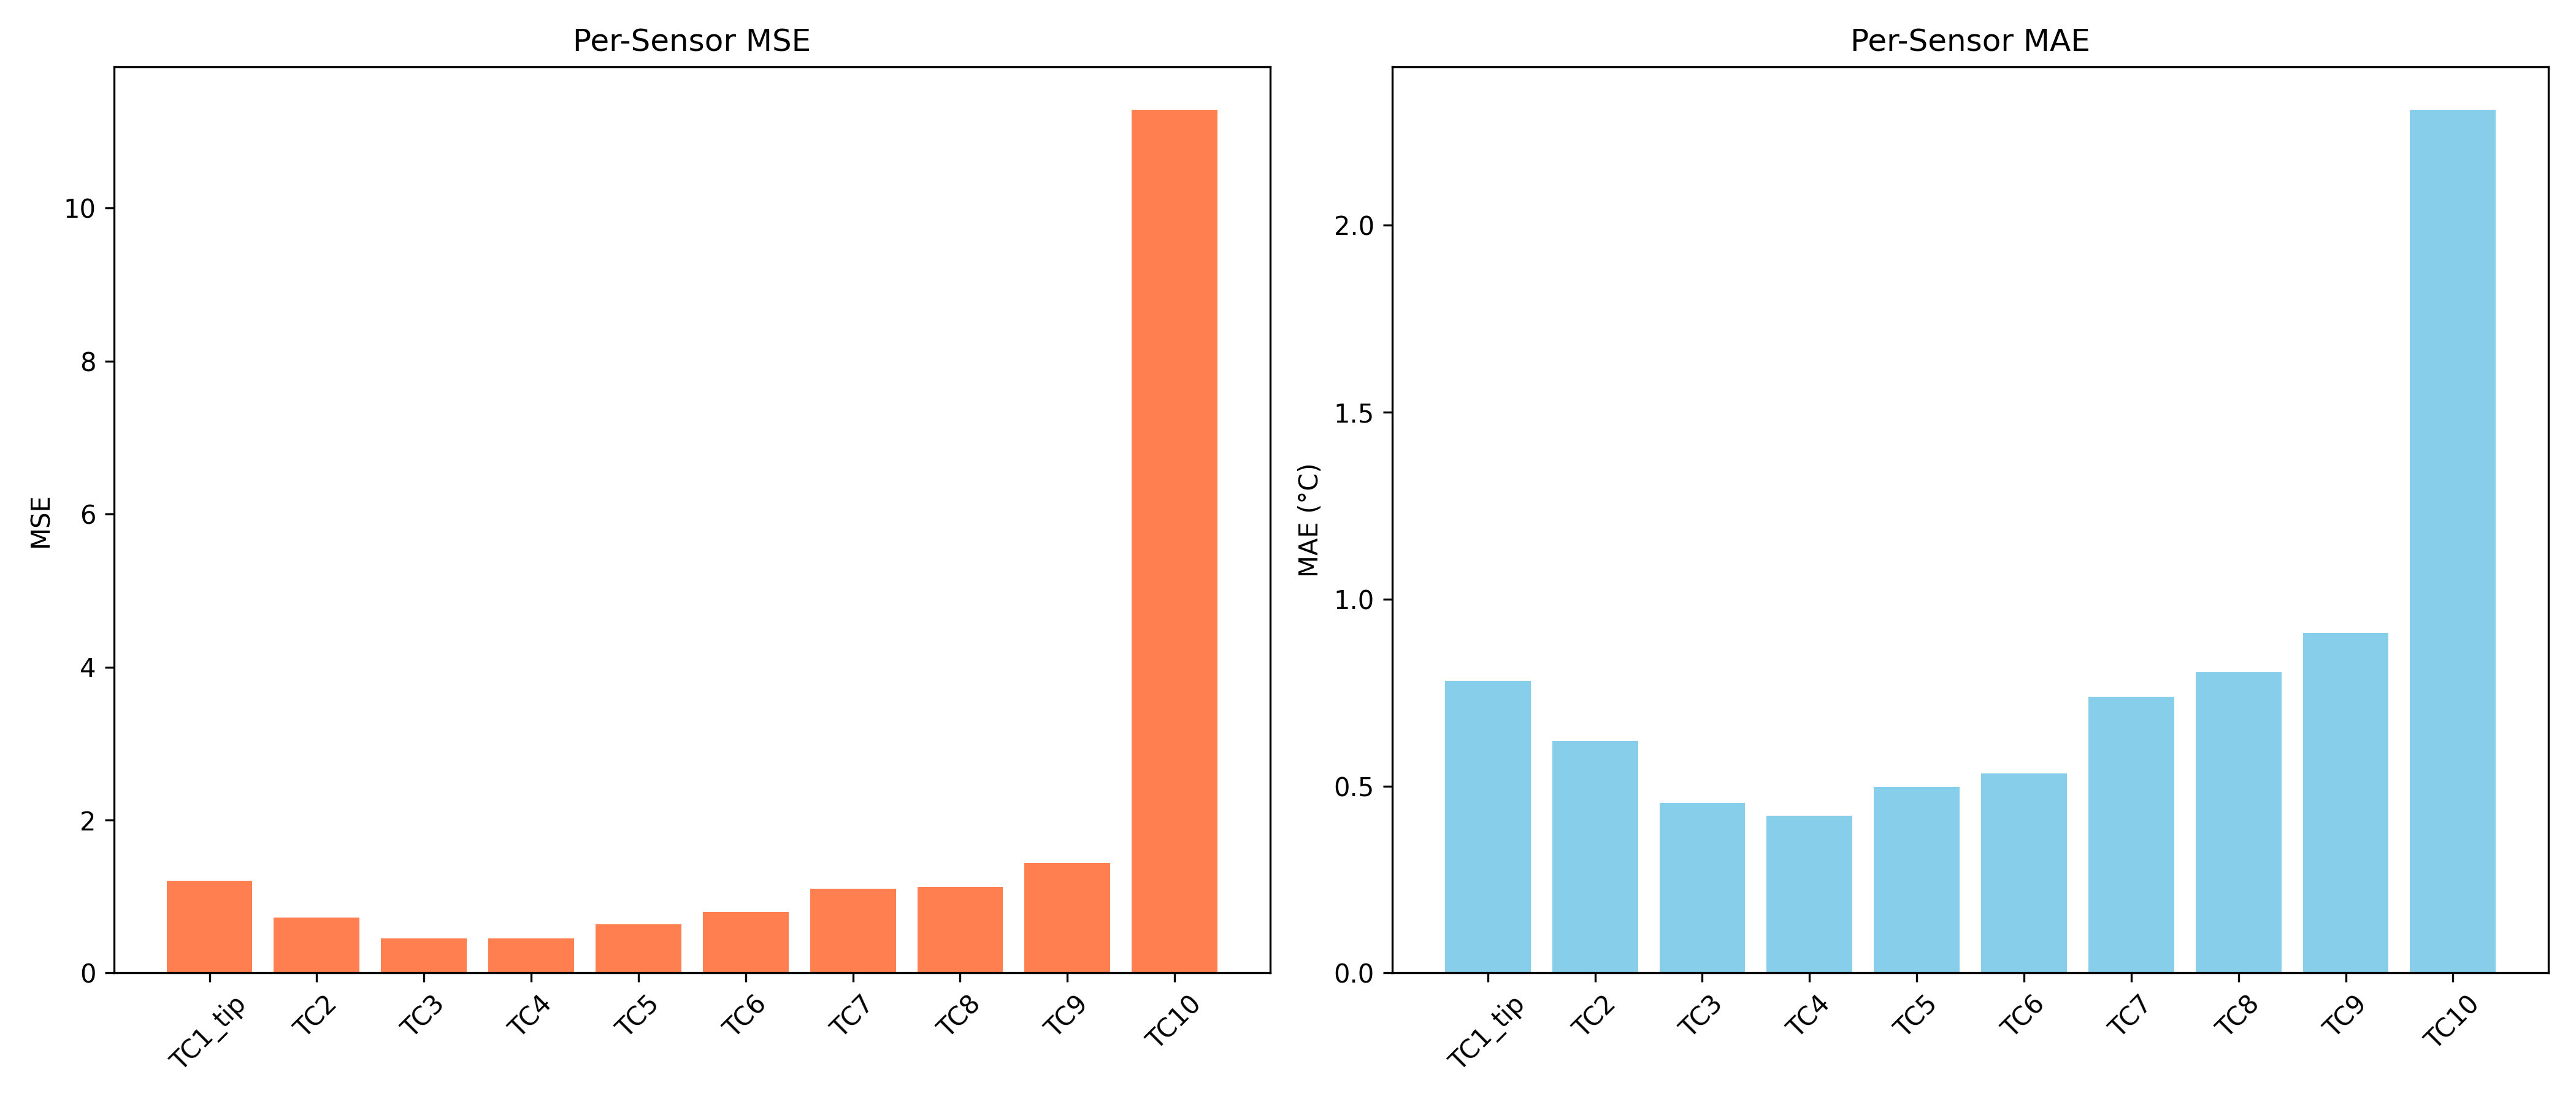 Per-Sensor MSE
MSE
10
8
6
4
2
0
TC1_tip
TC2
TC3
TC4
TC5
TC6
TC7
TC8
TC9
TC10
Per-Sensor MAE
MAE (°C)
2.0
1.5
1.0
0.5
0.0
TC1_tip
TC2
TC3
TC4
TC5
TC6
TC7
TC8
TC9
TC10